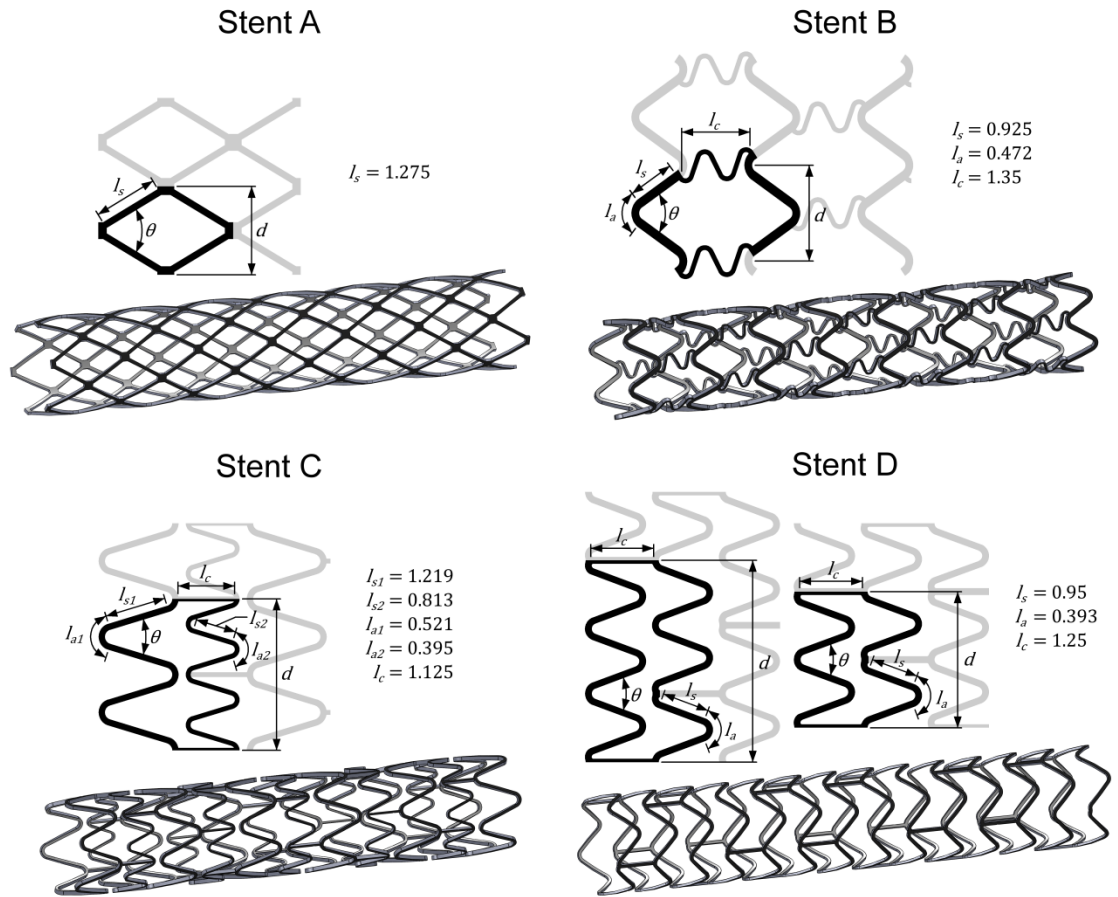 Stent A
l_s
θ
d
l_s = 1.275
Stent B
l_c
l_s
l_a
θ
d
l_s = 0.925
l_a = 0.472
l_c = 1.35
Stent C
l_c
l_s1
l_s2
l_a1
θ
l_a2
d
l_s1 = 1.219
l_s2 = 0.813
l_a1 = 0.521
l_a2 = 0.395
l_c = 1.125
Stent D
l_c
d
θ
l_s
l_a
l_c
θ
l_s
d
l_a
l_s = 0.95
l_a = 0.393
l_c = 1.25